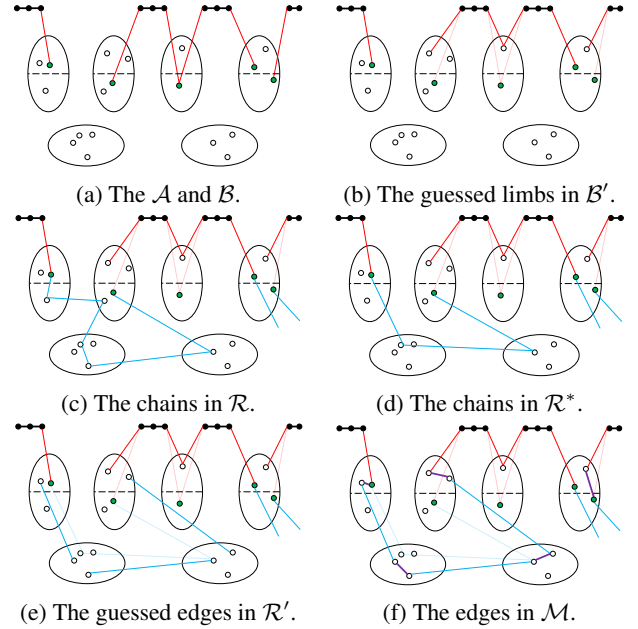 (a) The 𝒜 and ℬ.
(b) The guessed limbs in ℬ′.
(c) The chains in ℛ.
(d) The chains in ℛ*.
(e) The guessed edges in ℛ′.
(f) The edges in ℳ.